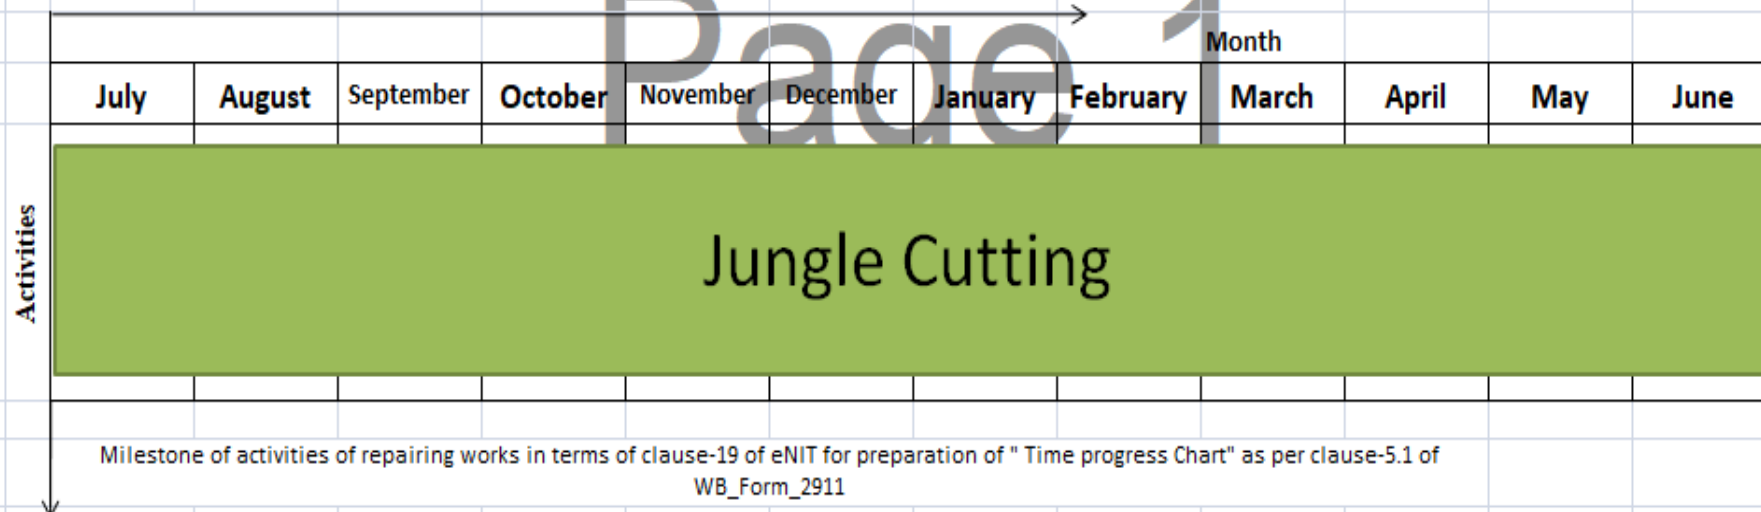 Page 1
Month
July August September October November December January February March April May June
Activities
Jungle Cutting
Milestone of activities of repairing works in terms of clause-19 of eNIT for preparation of " Time progress Chart" as per clause-5.1 of
WB_Form_2911